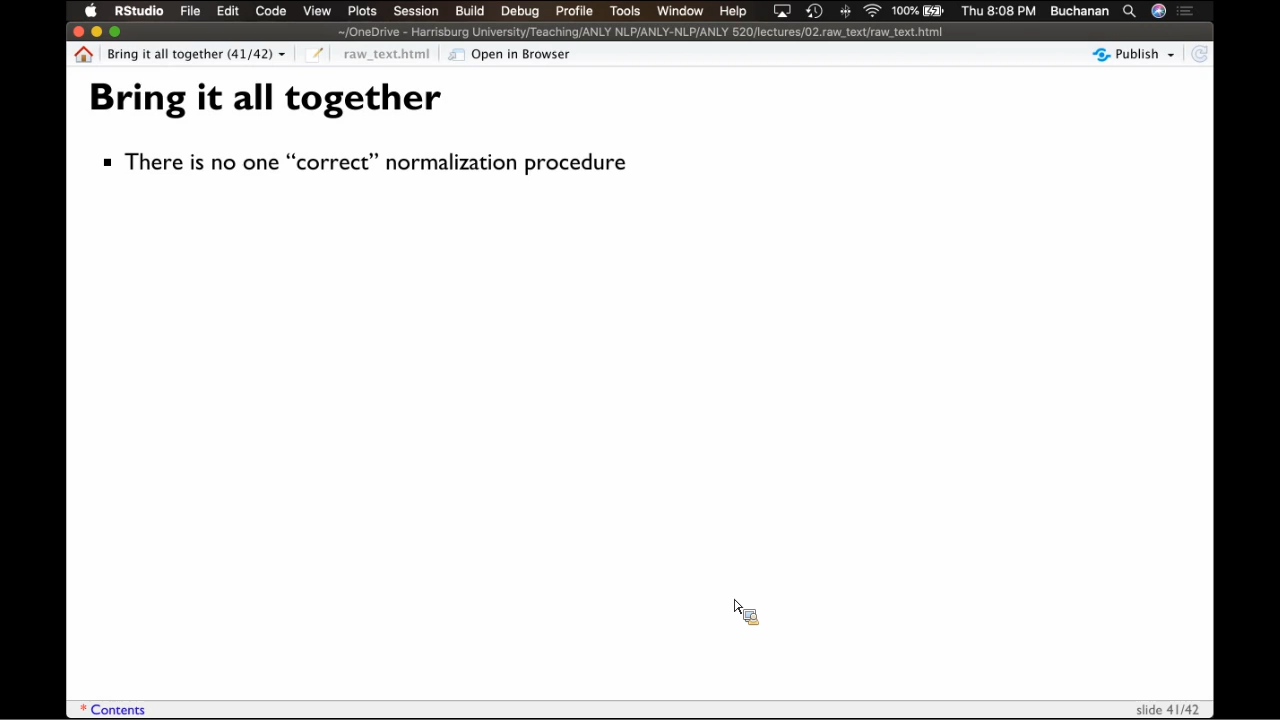 RStudio File Edit Code View Plots Session Build Debug Profile Tools Window Help 100% Thu 8:08 PM Buchanan
~/OneDrive - Harrisburg University/Teaching/ANLY NLP/ANLY-NLP/ANLY 520/lectures/02.raw_text/raw_text.html
Bring it all together (41/42) raw_text.html Open in Browser Publish
Bring it all together
There is no one “correct” normalization procedure
* Contents slide 41/42